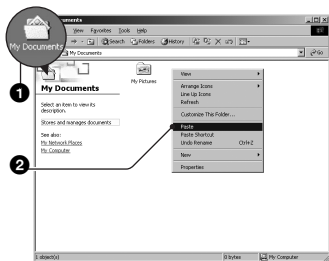 My Documents
View Favorites Tools Help
Search Folders History
My Documents
Go
My Documents
Select an item to view its
description.
Stores and manages documents
See also:
My Network Places
My Computer
My Pictures
View
Arrange Icons
Line Up Icons
Refresh
Customize This Folder...
Paste
Paste Shortcut
Undo Rename Ctrl+Z
New
Properties
1
2
1 object(s)
0 bytes
My Computer